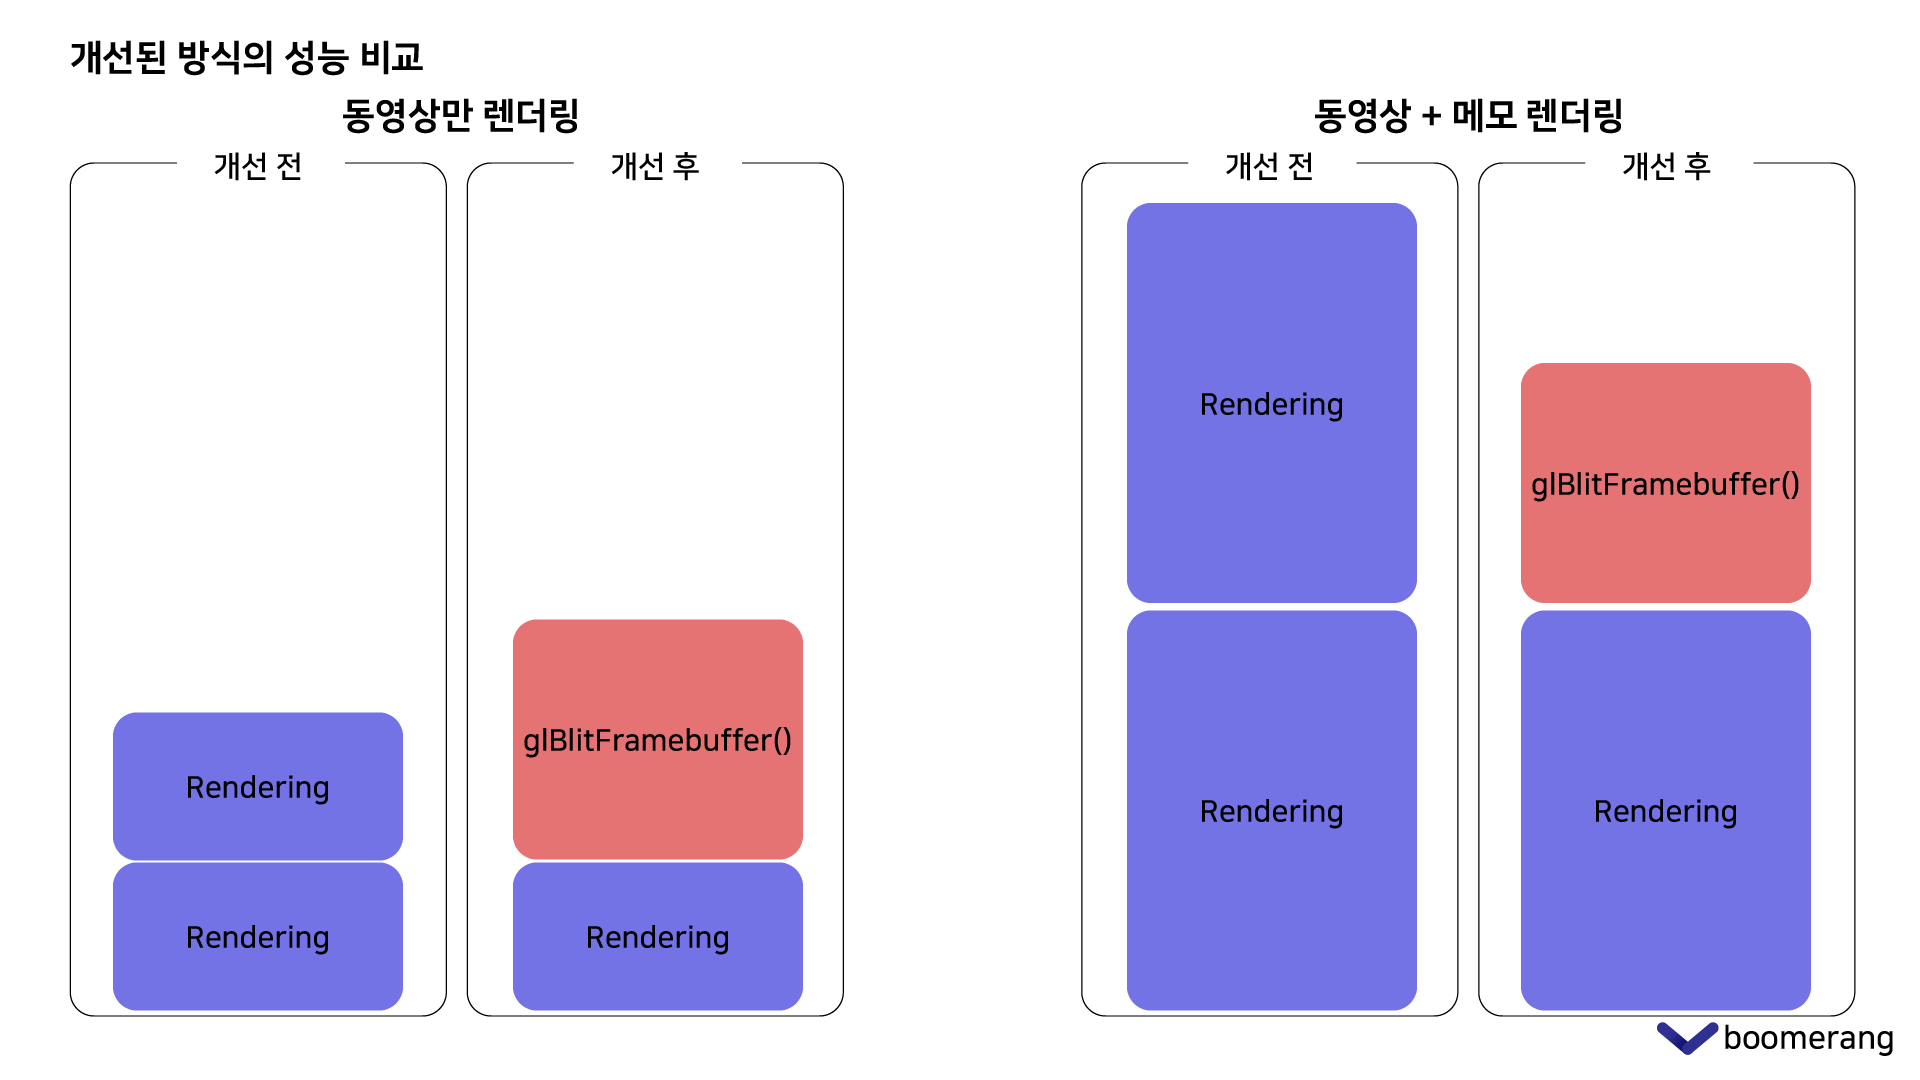 개선된 방식의 성능 비교
동영상만 렌더링
개선 전
개선 후
Rendering
Rendering
glBlitFramebuffer()
Rendering
동영상 + 메모 렌더링
개선 전
개선 후
Rendering
Rendering
glBlitFramebuffer()
Rendering
boomerang